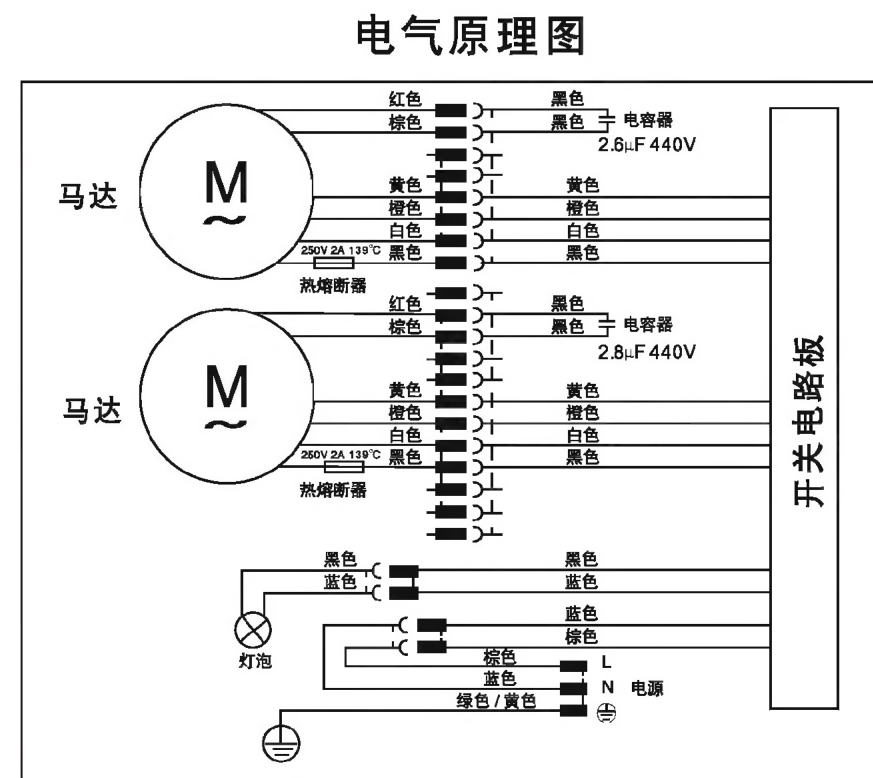 电气原理图
红色
黑色
棕色
黑色
电容器
2.6μF 440V
马达
M
~
黄色
黄色
橙色
橙色
白色
白色
250V 2A 139℃
黑色
黑色
热熔断器
红色
黑色
棕色
黑色
电容器
2.8μF 440V
马达
M
~
黄色
黄色
橙色
橙色
白色
白色
250V 2A 139℃
黑色
黑色
热熔断器
开关电路板
黑色
黑色
蓝色
蓝色
灯泡
蓝色
棕色
棕色
L
蓝色
N 电源
绿色 / 黄色